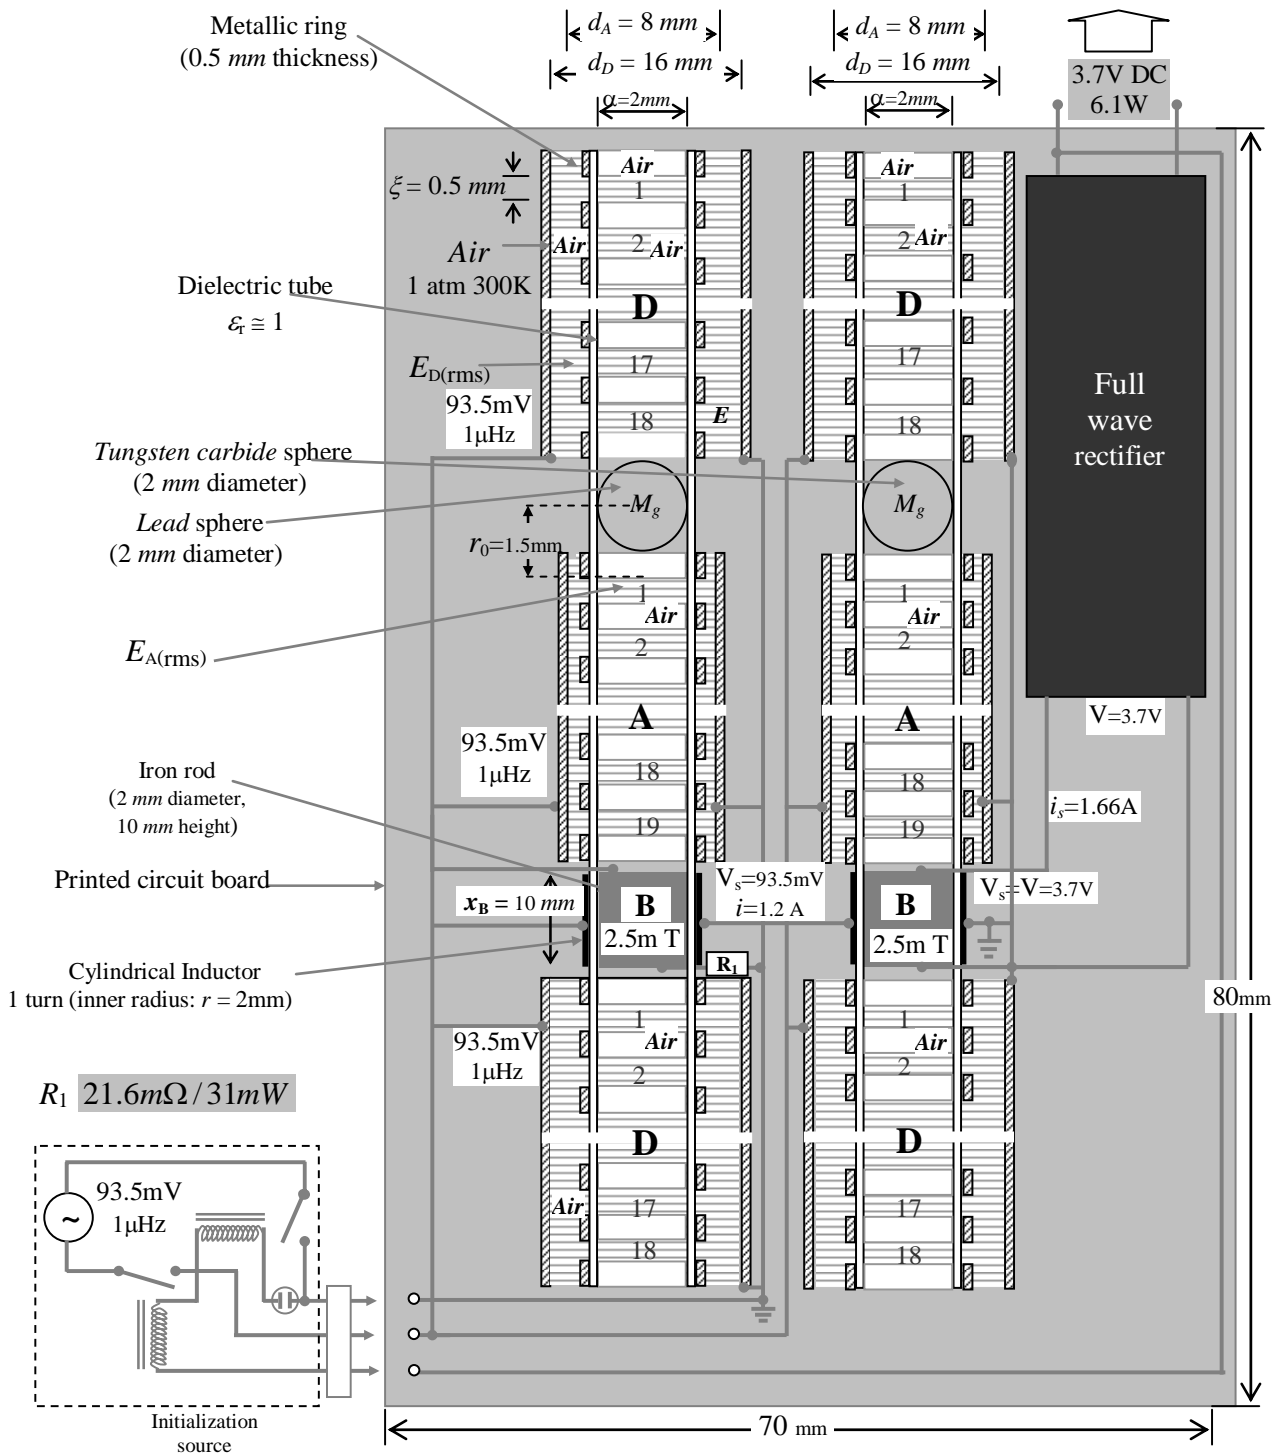 Metallic ring
(0.5 mm thickness)
d_A = 8 mm
d_D = 16 mm
α=2mm
d_A = 8 mm
d_D = 16 mm
α=2mm
3.7V DC
6.1W
ξ = 0.5 mm
Air
1
2
Air
Air
Air
1
2
Air
Air
1 atm 300K
Dielectric tube
ε_r ≅ 1
D
D
E_D(rms)
17
17
93.5mV
1μHz
18
E
18
Full
wave
rectifier
Tungsten carbide sphere
(2 mm diameter)
Lead sphere
(2 mm diameter)
M_g
M_g
r_0=1.5mm
1
Air
2
1
Air
2
E_A(rms)
A
A
V=3.7V
93.5mV
1μHz
18
18
Iron rod
(2 mm diameter,
10 mm height)
19
19
i_s=1.66A
Printed circuit board
x_B = 10 mm
B
2.5m T
V_s=93.5mV
i=1.2 A
B
2.5m T
V_s=V=3.7V
R_1
Cylindrical Inductor
1 turn (inner radius: r = 2mm)
80mm
93.5mV
1μHz
1
Air
2
1
Air
2
R_1 21.6mΩ / 31mW
D
D
93.5mV
1μHz
~
Air
17
18
17
18
Initialization
source
70 mm